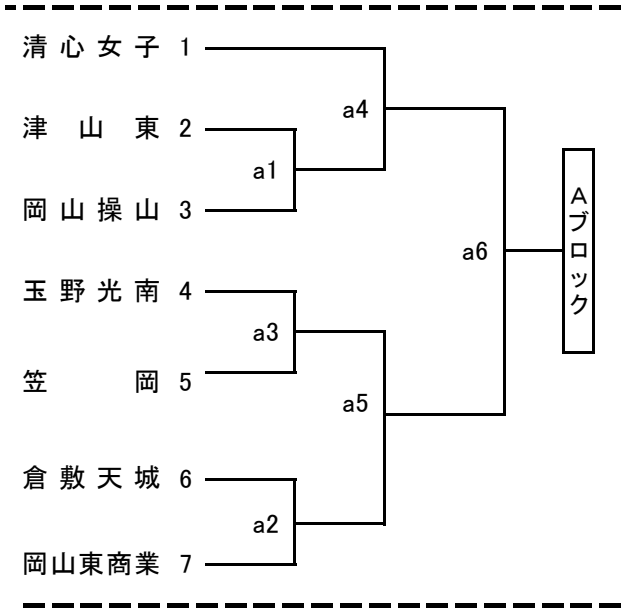 清心女子 1
a4
津山東 2
a1
岡山操山 3
Aブロック
a6
玉野光南 4
a3
笠岡 5
a5
倉敷天城 6
a2
岡山東商業 7